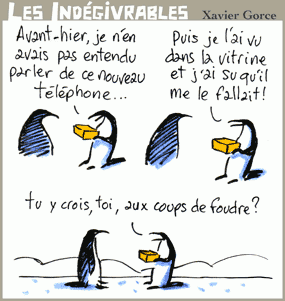 LES INDÉGIVRABLES Xavier Gorce
Avant-hier, je n'en
avais pas entendu
parler de ce nouveau
téléphone...
Puis je l'ai vu
dans la vitrine
et j'ai su qu'il
me le fallait!
tu y crois, toi, aux coups de foudre?